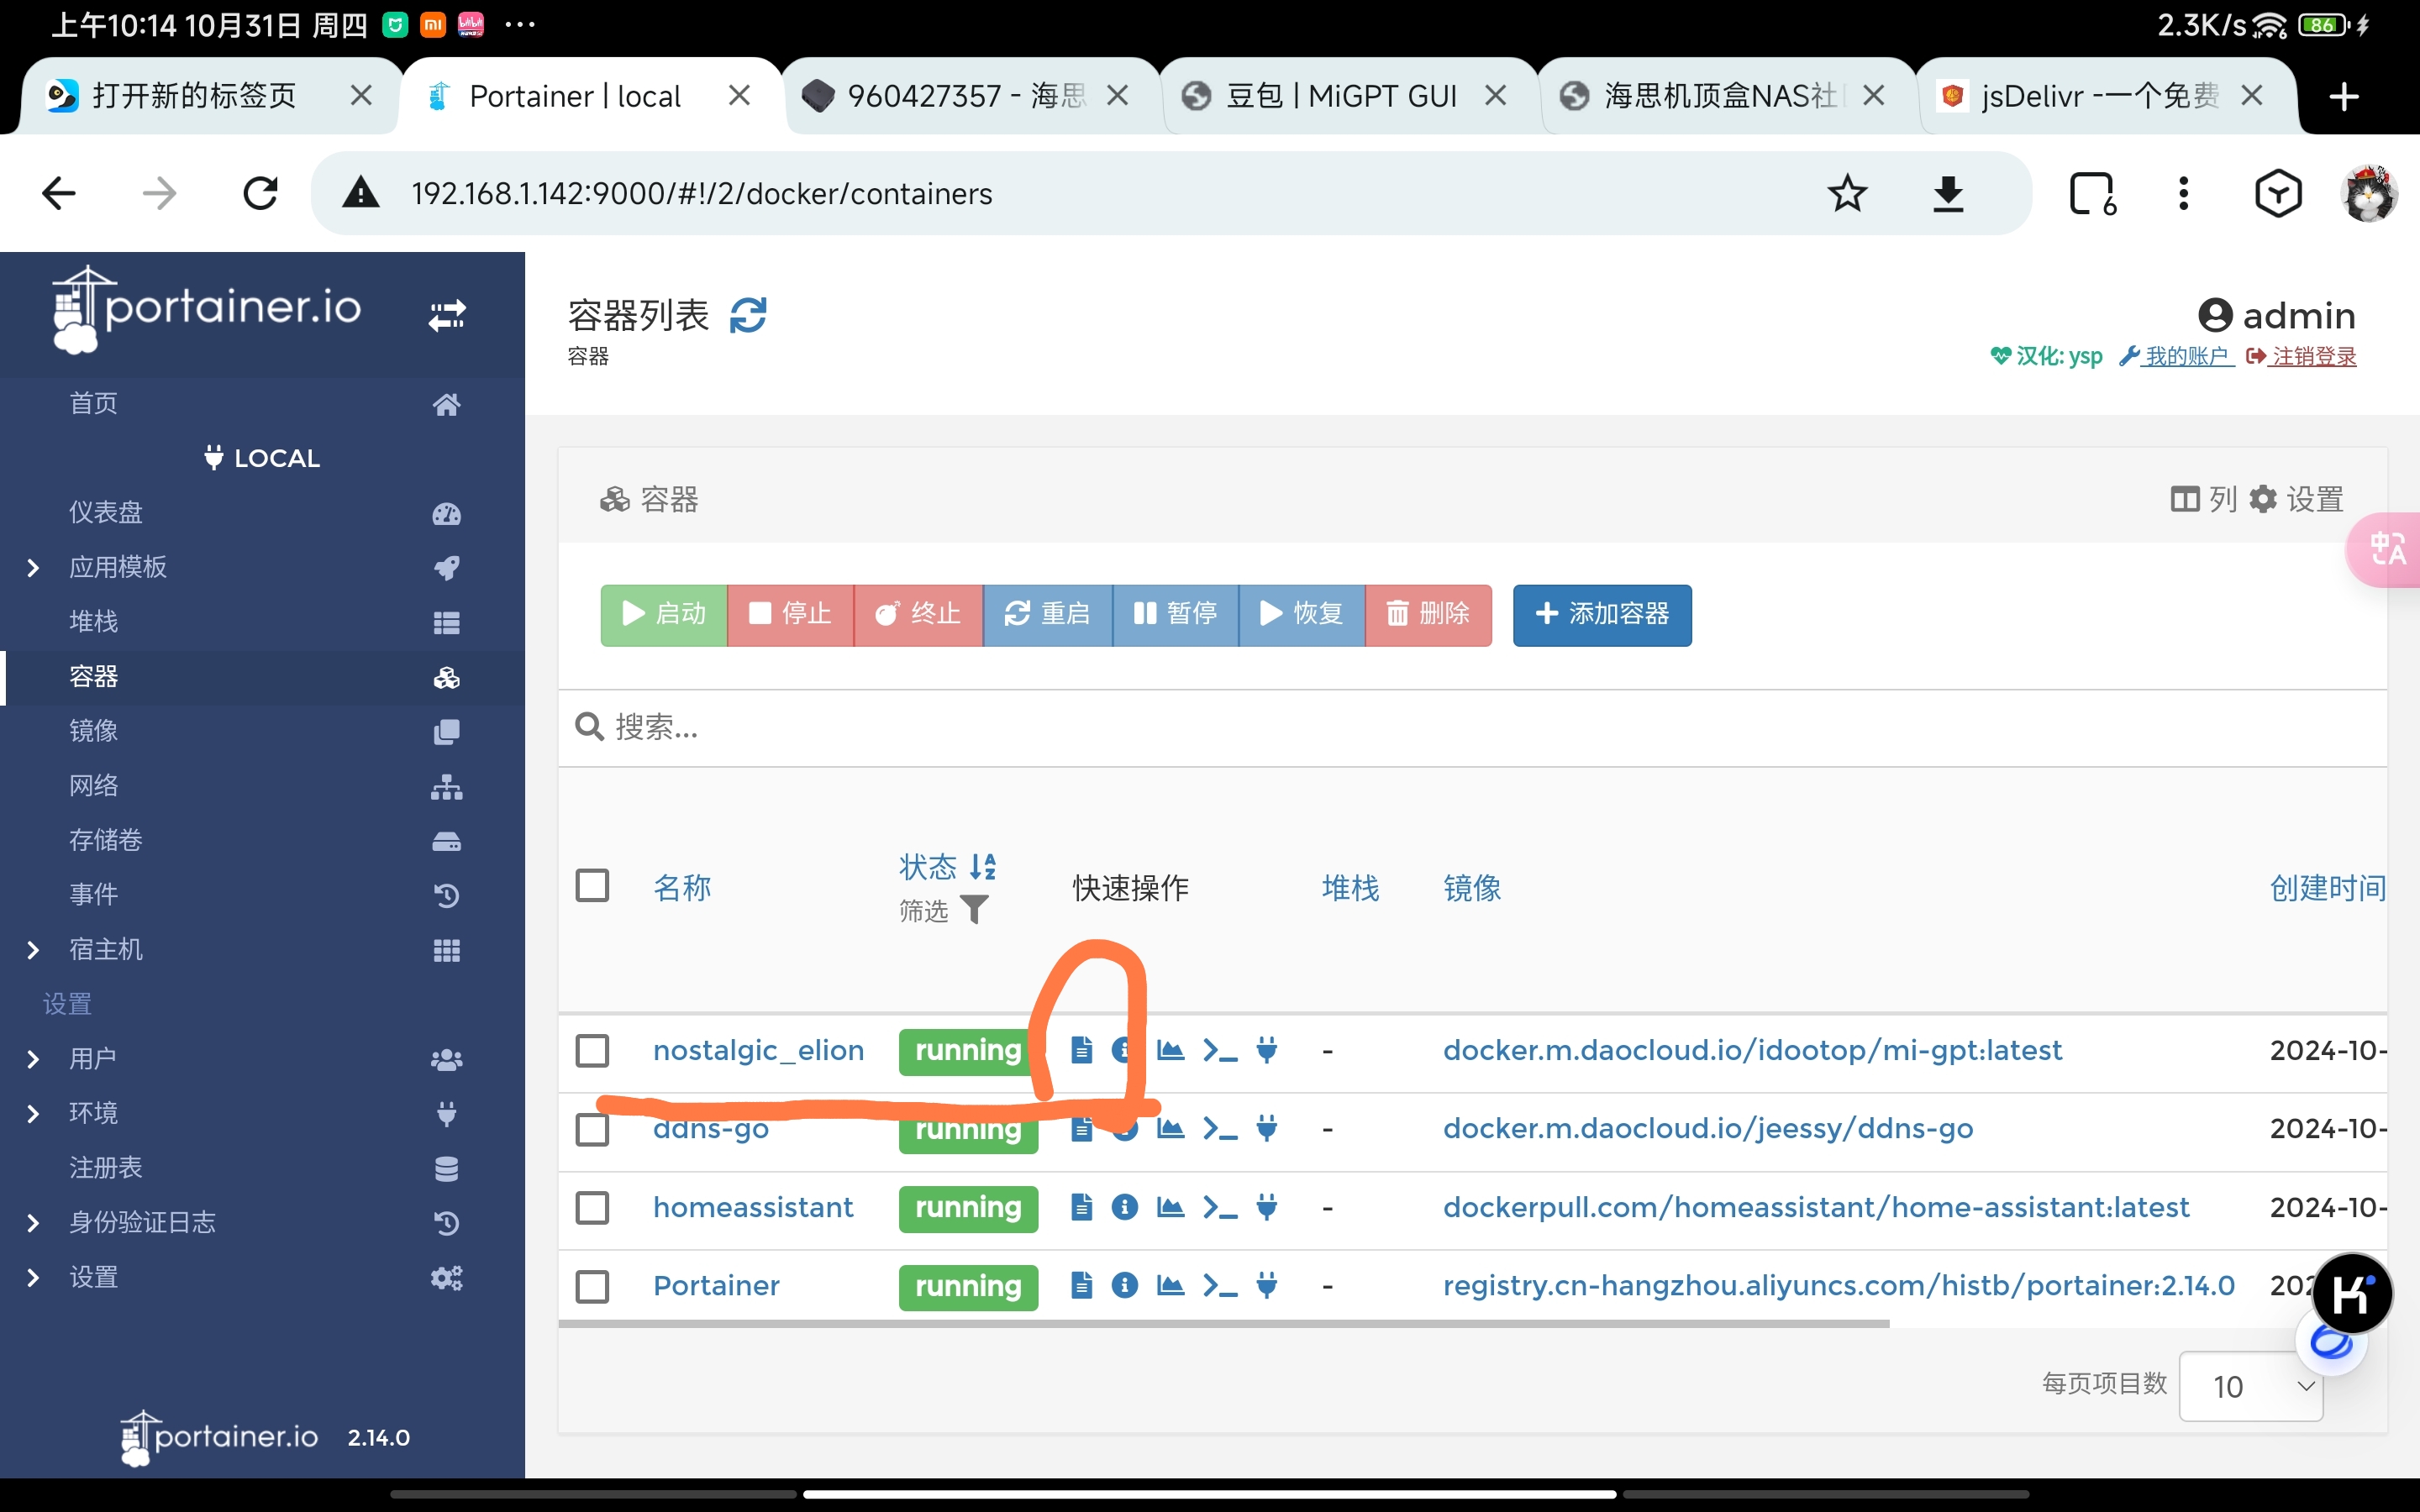 上午10:14 10月31日 周四 ··· 2.3K/s 86
打开新的标签页
Portainer | local
960427357 - 海思
豆包 | MiGPT GUI
海思机顶盒NAS社
jsDelivr -一个免费
192.168.1.142:9000/#!/2/docker/containers 6
portainer.io
首页
LOCAL
仪表盘
应用模板
堆栈
容器
镜像
网络
存储卷
事件
宿主机
设置
用户
环境
注册表
身份验证日志
设置
portainer.io 2.14.0
容器列表
容器
admin
汉化: ysp 我的账户 注销登录
容器 列 设置
启动 停止 终止 重启 暂停 恢复 删除 添加容器
搜索...
名称 状态 快速操作 堆栈 镜像 创建时间
筛选
nostalgic_elion running - docker.m.daocloud.io/idootop/mi-gpt:latest 2024-10-
ddns-go running - docker.m.daocloud.io/jeessy/ddns-go 2024-10-
homeassistant running - dockerpull.com/homeassistant/home-assistant:latest 2024-10-
Portainer running - registry.cn-hangzhou.aliyuncs.com/histb/portainer:2.14.0 202
每页项目数 10